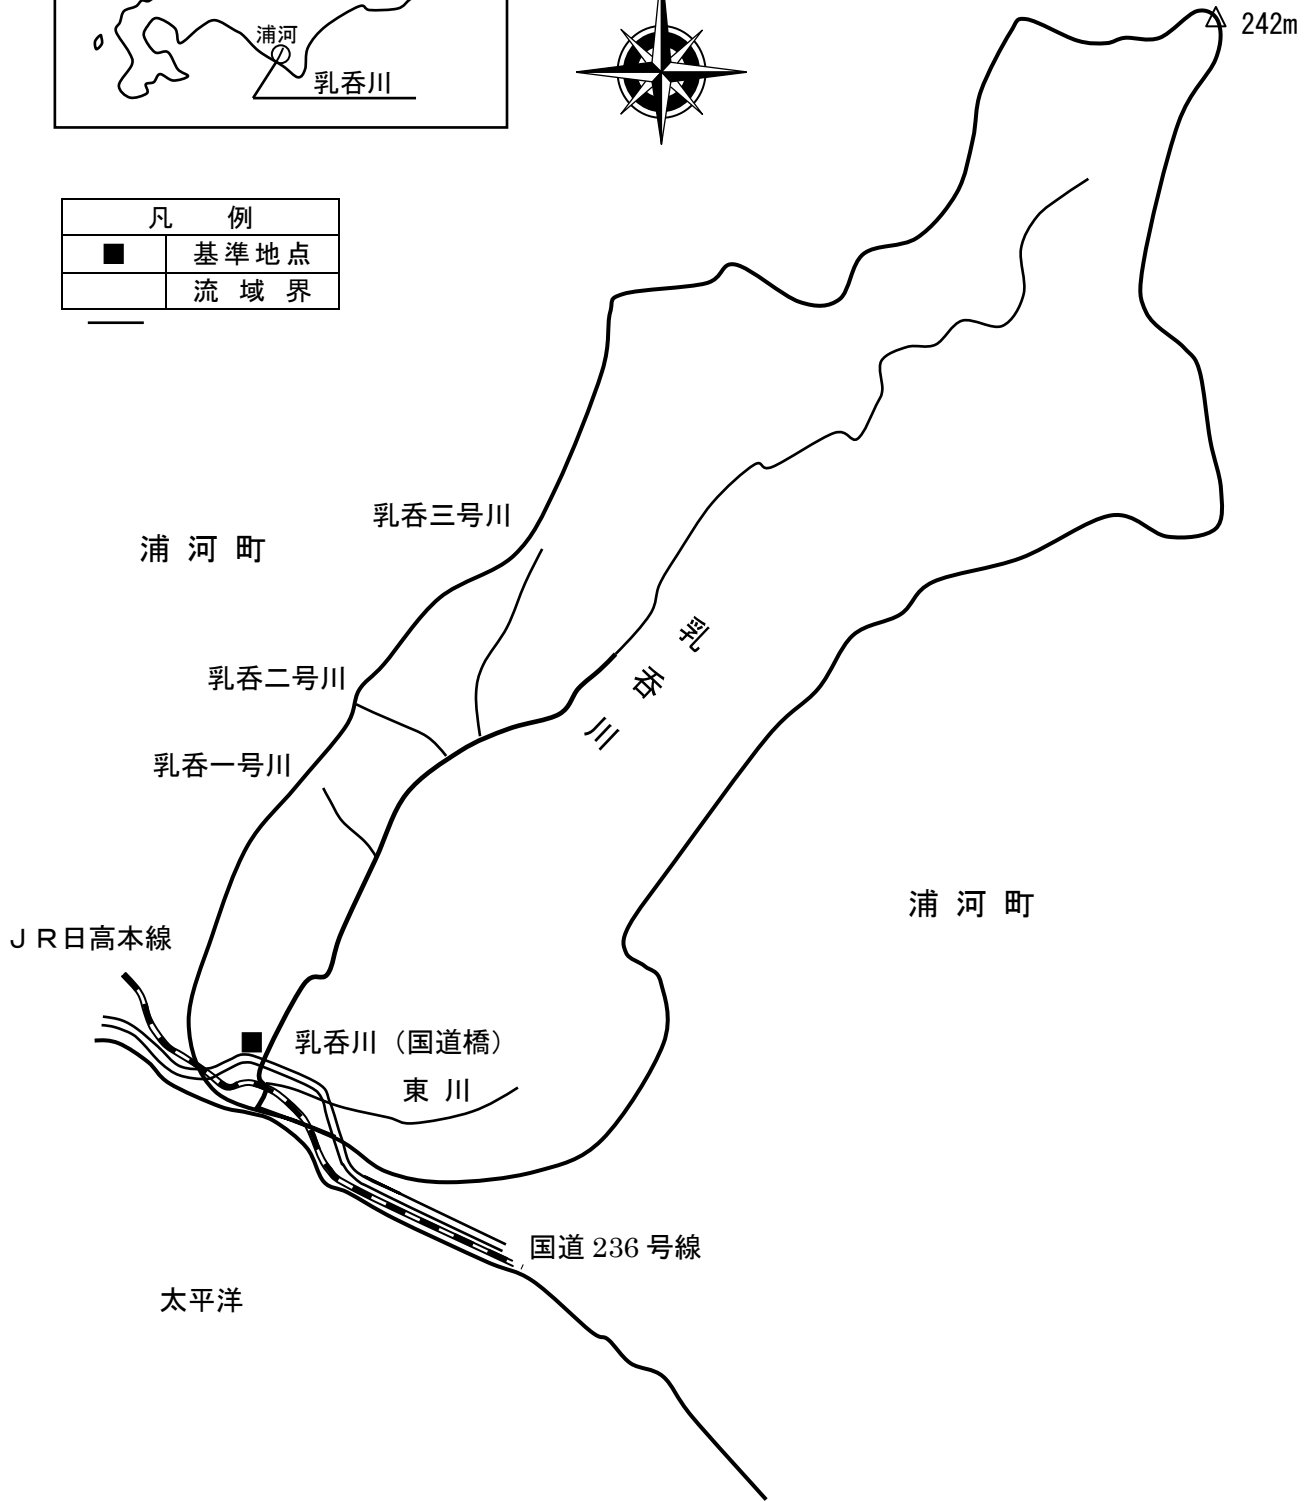 242m
浦河
乳呑川
凡　例
■ 基準地点
流域界
乳呑三号川
浦河町
乳呑川
乳呑二号川
乳呑一号川
浦河町
ＪＲ日高本線
乳呑川（国道橋）
東川
国道 236 号線
太平洋